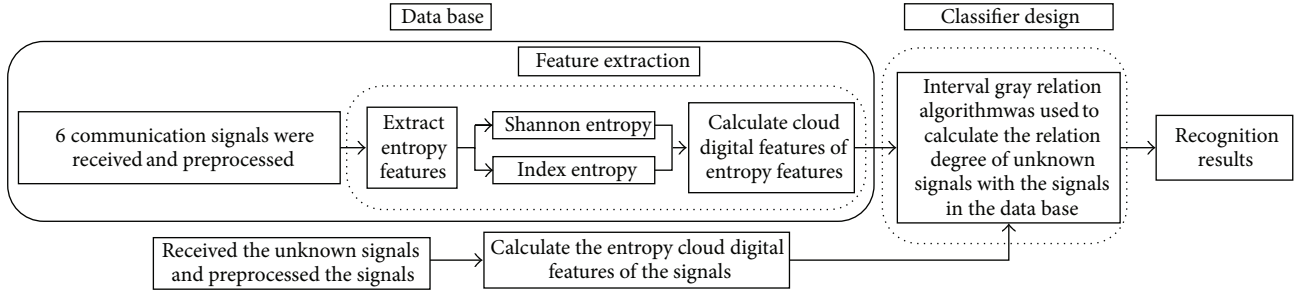 Data base
Classifier design
Feature extraction
6 communication signals were
received and preprocessed
Extract
entropy
features
Shannon entropy
Index entropy
Calculate cloud
digital features of
entropy features
Interval gray relation
algorithmwas used to
calculate the relation
degree of unknown
signals with the signals
in the data base
Recognition
results
Received the unknown signals
and preprocessed the signals
Calculate the entropy cloud digital
features of the signals